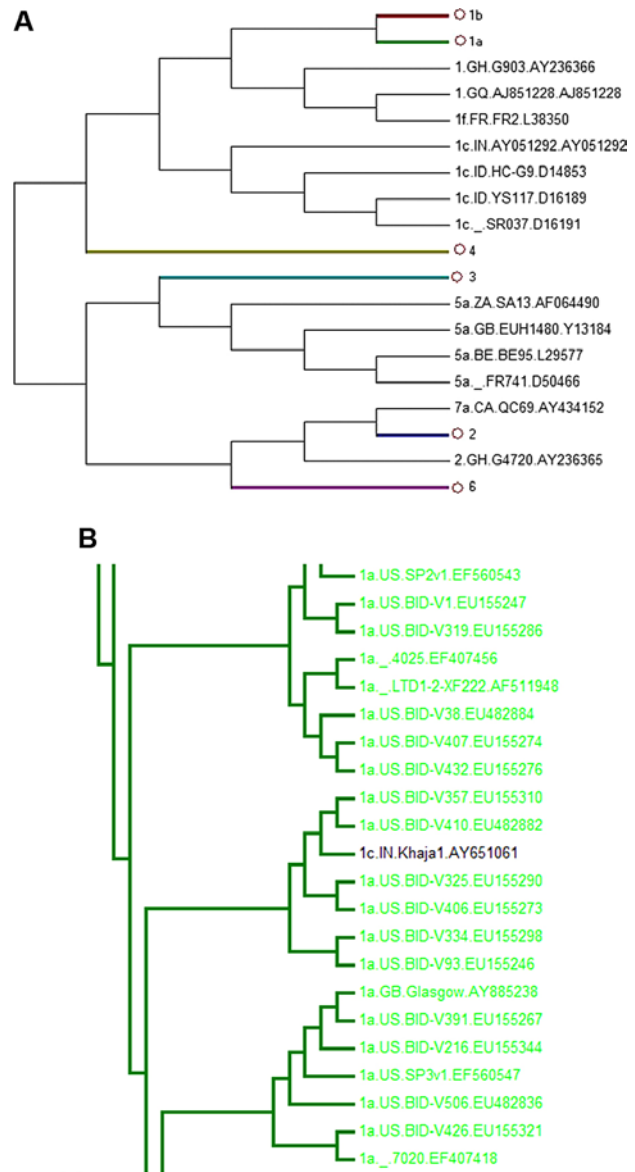 A
1b
1a
1.GH.G903.AY236366
1.GQ.AJ851228.AJ851228
1f.FR.FR2.L38350
1c.IN.AY051292.AY051292
1c.ID.HC-G9.D14853
1c.ID.YS117.D16189
1c._.SR037.D16191
4
3
5a.ZA.SA13.AF064490
5a.GB.EUH1480.Y13184
5a.BE.BE95.L29577
5a._.FR741.D50466
7a.CA.QC69.AY434152
2
2.GH.G4720.AY236365
6
B
1a.US.SP2v1.EF560543
1a.US.BID-V1.EU155247
1a.US.BID-V319.EU155286
1a._.4025.EF407456
1a._.LTD1-2-XF222.AF511948
1a.US.BID-V38.EU482884
1a.US.BID-V407.EU155274
1a.US.BID-V432.EU155276
1a.US.BID-V357.EU155310
1a.US.BID-V410.EU482882
1c.IN.Khaja1.AY651061
1a.US.BID-V325.EU155290
1a.US.BID-V406.EU155273
1a.US.BID-V334.EU155298
1a.US.BID-V93.EU155246
1a.GB.Glasgow.AY885238
1a.US.BID-V391.EU155267
1a.US.BID-V216.EU155344
1a.US.SP3v1.EF560547
1a.US.BID-V506.EU482836
1a.US.BID-V426.EU155321
1a._.7020.EF407418